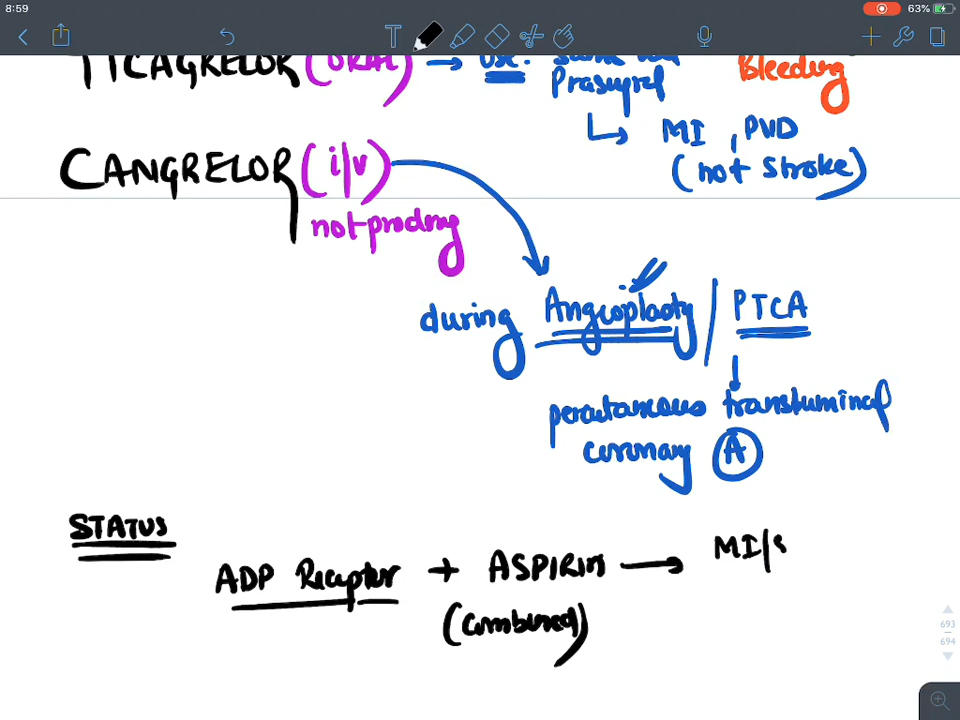 8:59
63%
TICAGRELOR (ORAL) → Use:
Prasugrel
Bleeding
MI, PVD
(not Stroke)
CANGRELOR (i/v)
not prodrug
during Angioplasty / PTCA
percutaneous transluminal
coronary A
STATUS
ADP Receptor + ASPIRIN → MI/s
(Combined)
693
694